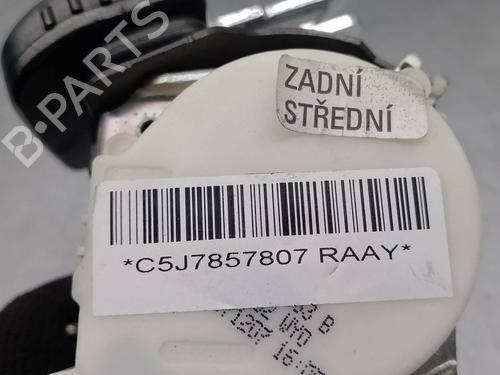 B-PARTS
ZADNÍ
STŘEDNÍ
*C5J7857807 RAAY*